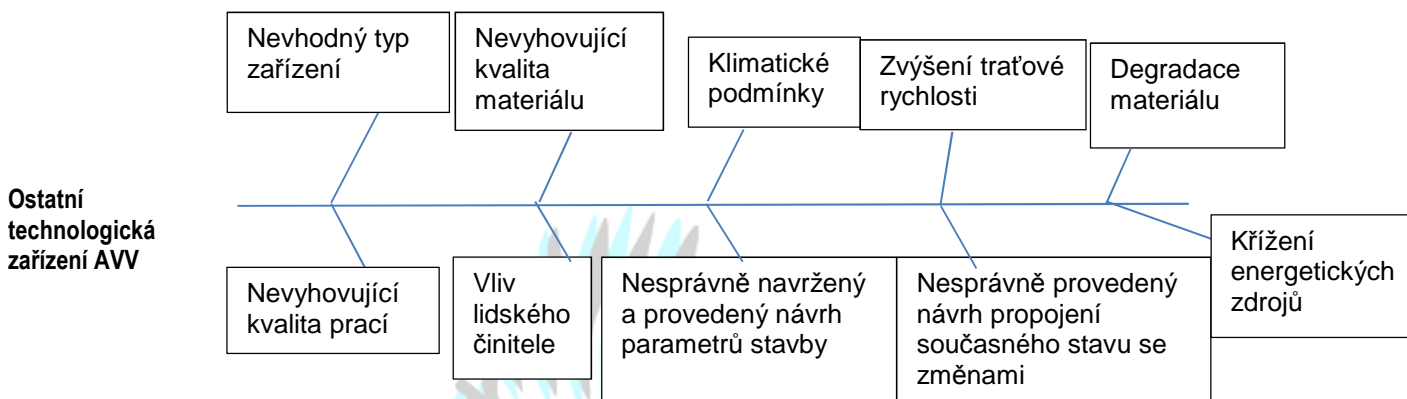 Nevhodný typ
zařízení
Nevyhovující
kvalita
materiálu
Klimatické
podmínky
Zvýšení traťové
rychlosti
Degradace
materiálu
Ostatní
technologická
zařízení AVV
Nevyhovující
kvalita prací
Vliv
lidského
činitele
Nesprávně navržený
a provedený návrh
parametrů stavby
Nesprávně provedený
návrh propojení
současného stavu se
změnami
Křížení
energetických
zdrojů